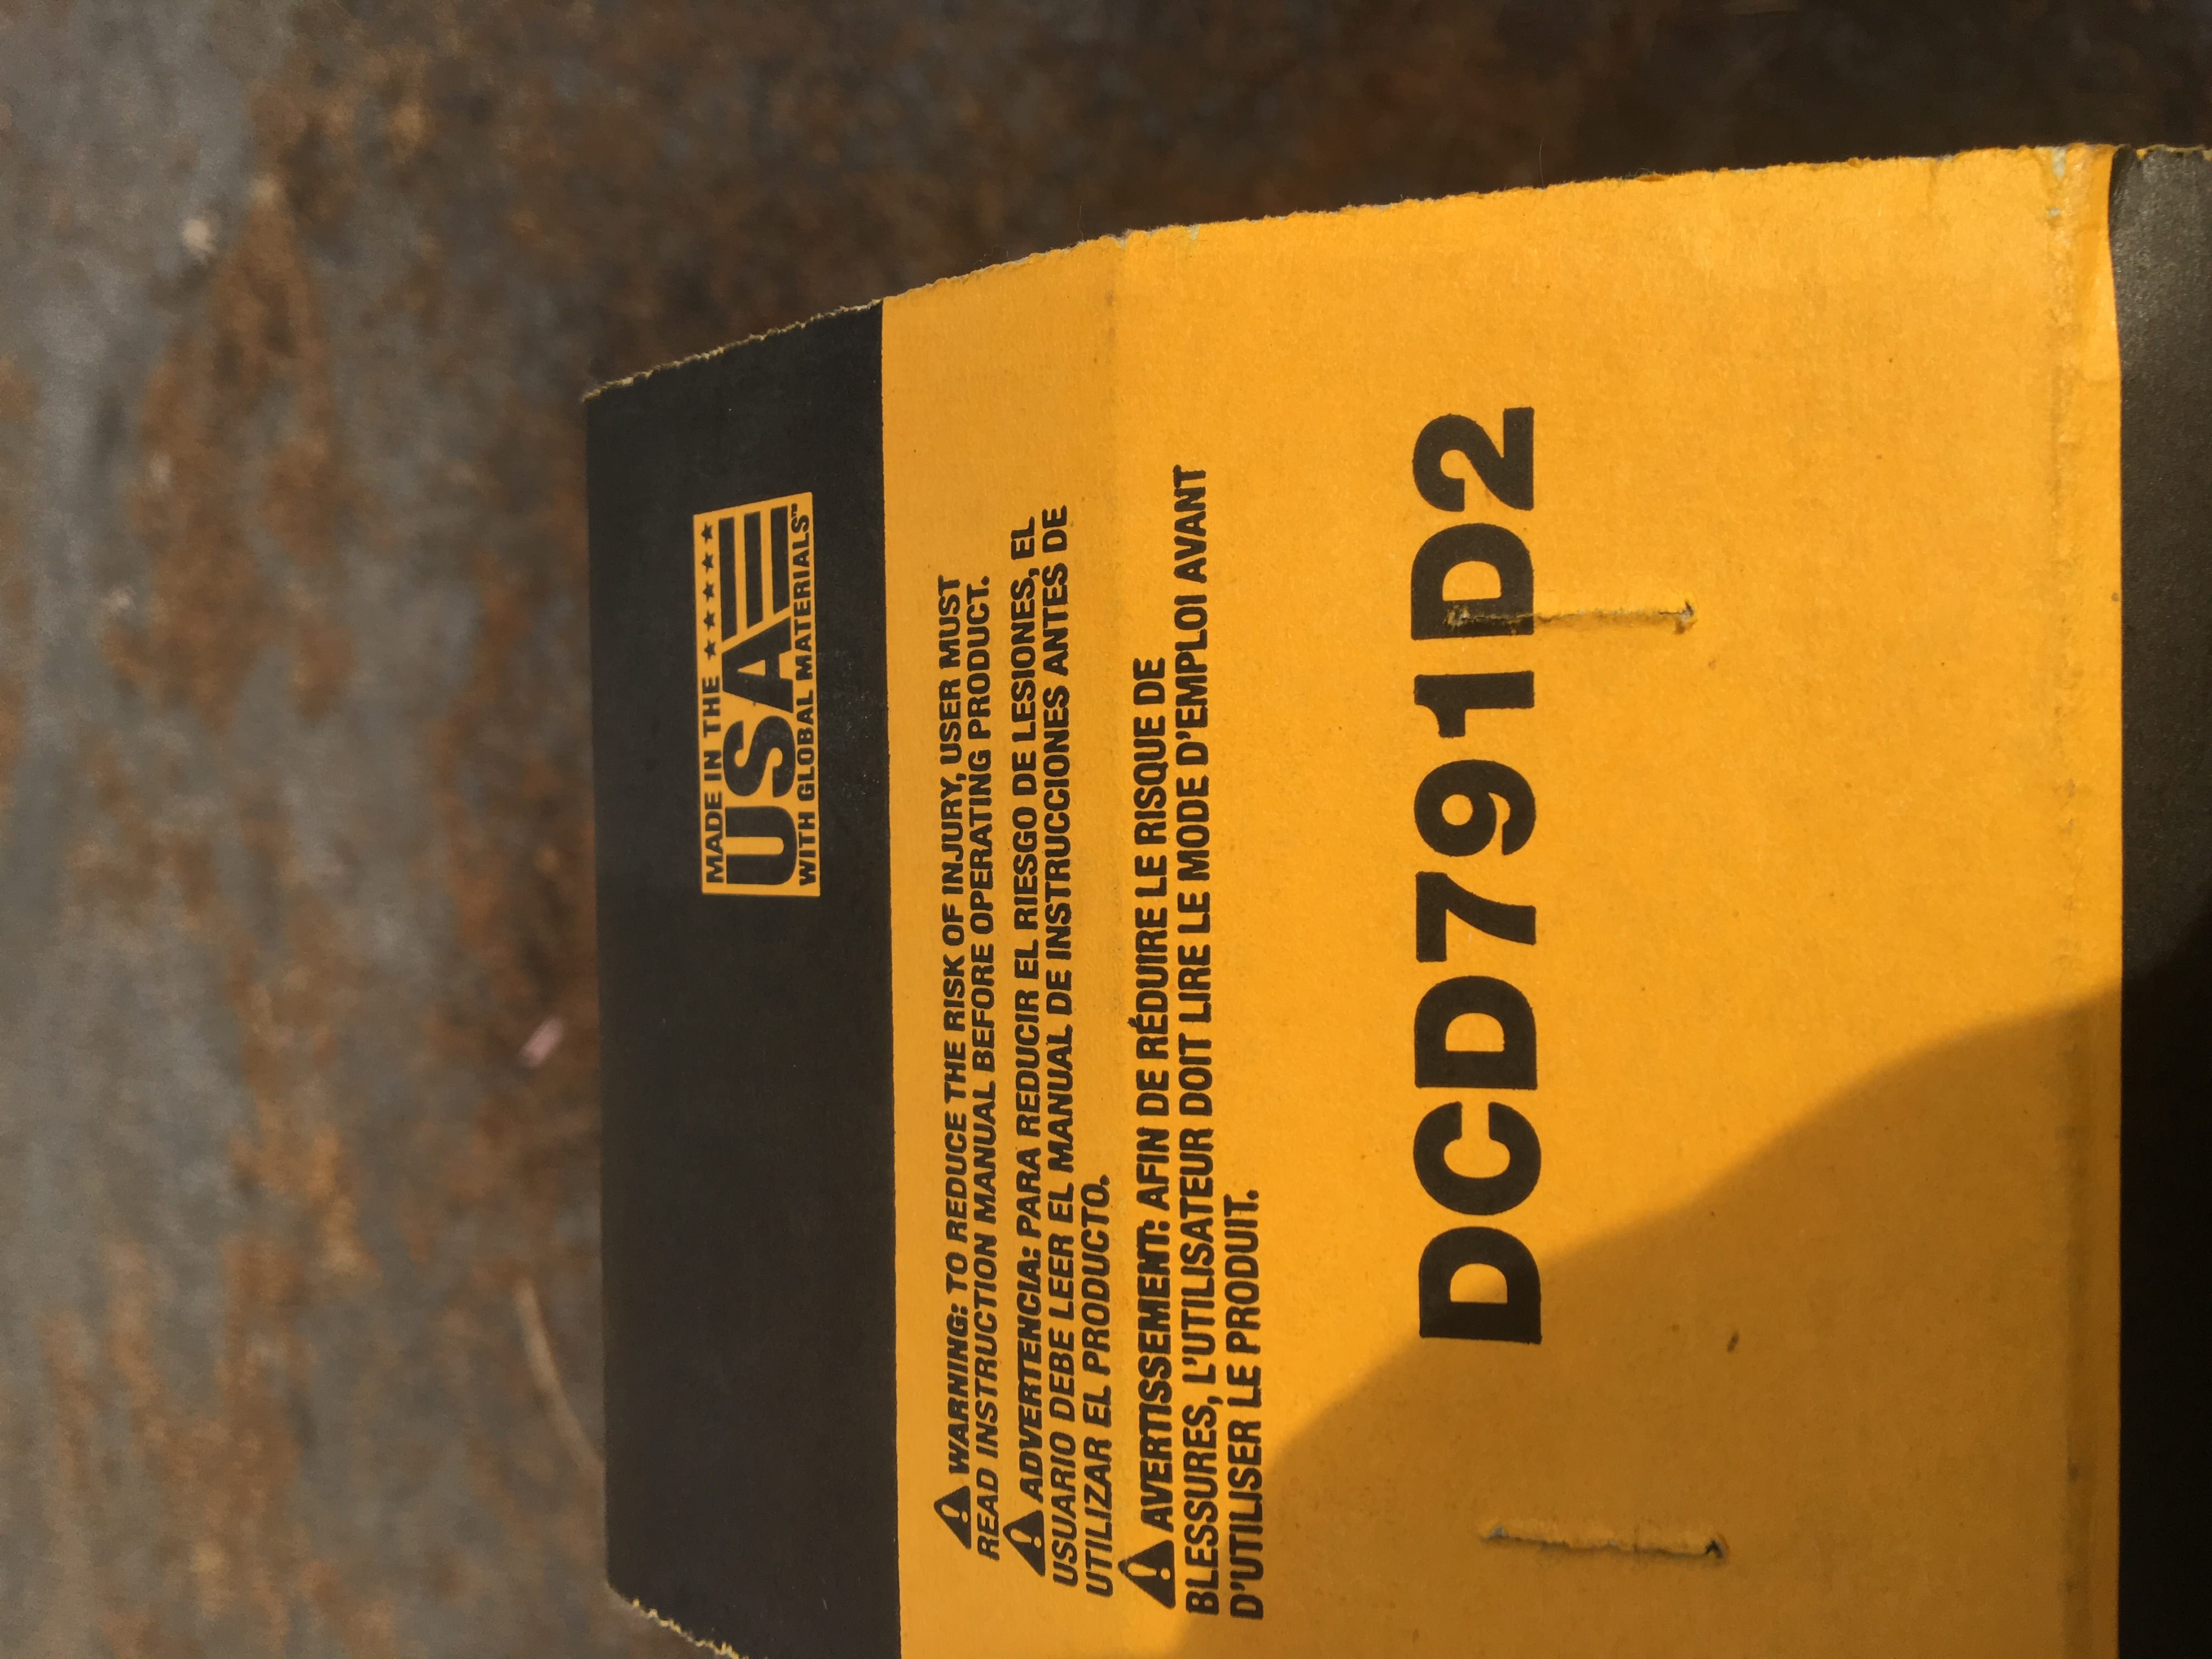 MADE IN THE ★★★★★
USA
WITH GLOBAL MATERIALS™
⚠ WARNING: TO REDUCE THE RISK OF INJURY, USER MUST
READ INSTRUCTION MANUAL BEFORE OPERATING PRODUCT.
⚠ ADVERTENCIA: PARA REDUCIR EL RIESGO DE LESIONES, EL
USUARIO DEBE LEER EL MANUAL DE INSTRUCCIONES ANTES DE
UTILIZAR EL PRODUCTO.
⚠ AVERTISSEMENT: AFIN DE RÉDUIRE LE RISQUE DE
BLESSURES, L'UTILISATEUR DOIT LIRE LE MODE D'EMPLOI AVANT
D'UTILISER LE PRODUIT.
DCD791D2